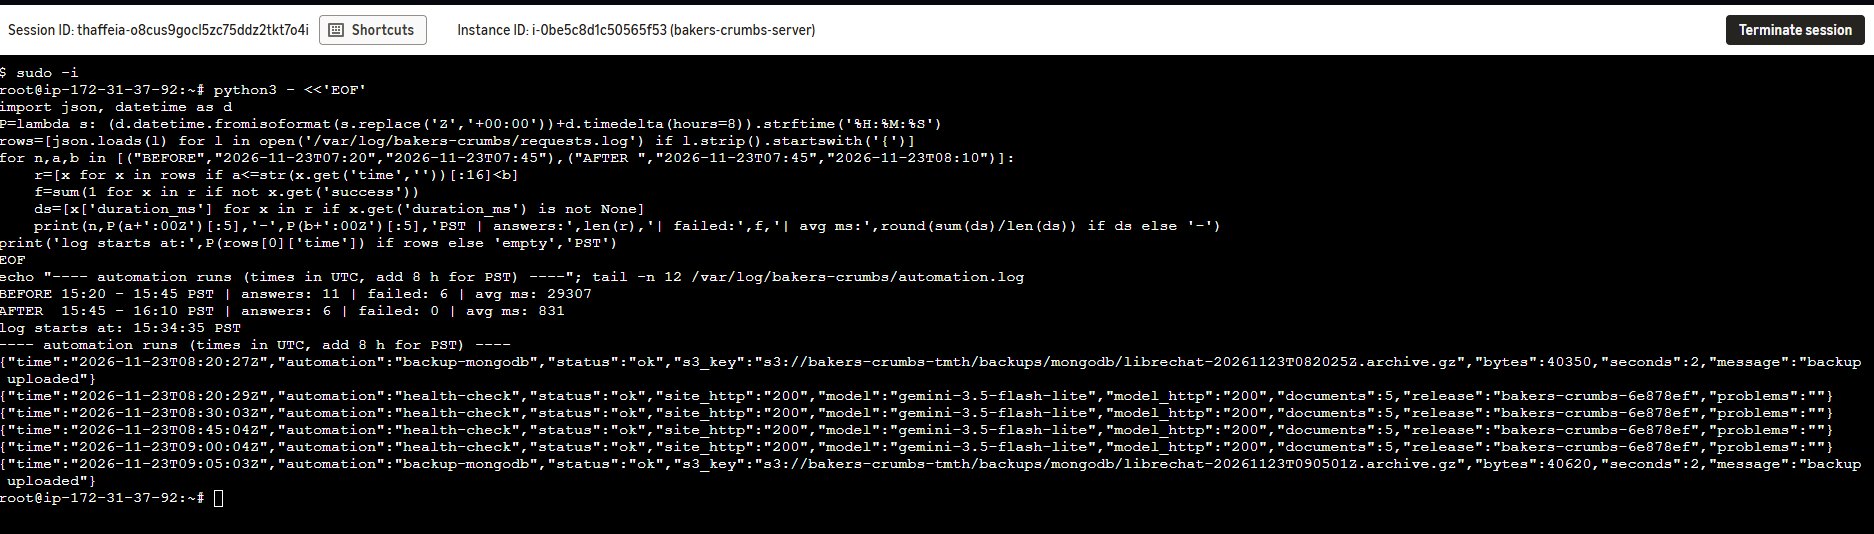 Session ID: thaffeia-o8cus9gocl5zc75ddz2tkt7o4i Shortcuts Instance ID: i-0be5c8d1c50565f53 (bakers-crumbs-server) Terminate session
$ sudo -i
root@ip-172-31-37-92:~# python3 - <<'EOF'
import json, datetime as d
P=lambda s: (d.datetime.fromisoformat(s.replace('Z','+00:00'))+d.timedelta(hours=8)).strftime('%H:%M:%S')
rows=[json.loads(l) for l in open('/var/log/bakers-crumbs/requests.log') if l.strip().startswith('{')]
for n,a,b in [("BEFORE","2026-11-23T07:20","2026-11-23T07:45"),("AFTER ","2026-11-23T07:45","2026-11-23T08:10")]:
    r=[x for x in rows if a<=str(x.get('time',''))[:16]<b]
    f=sum(1 for x in r if not x.get('success'))
    ds=[x['duration_ms'] for x in r if x.get('duration_ms') is not None]
    print(n,P(a+':00Z')[:5],'-',P(b+':00Z')[:5],'PST | answers:',len(r),'| failed:',f,'| avg ms:',round(sum(ds)/len(ds)) if ds else '-')
print('log starts at:',P(rows[0]['time']) if rows else 'empty','PST')
EOF
echo "---- automation runs (times in UTC, add 8 h for PST) ----"; tail -n 12 /var/log/bakers-crumbs/automation.log
BEFORE 15:20 - 15:45 PST | answers: 11 | failed: 6 | avg ms: 29307
AFTER  15:45 - 16:10 PST | answers: 6 | failed: 0 | avg ms: 831
log starts at: 15:34:35 PST
---- automation runs (times in UTC, add 8 h for PST) ----
{"time":"2026-11-23T08:20:27Z","automation":"backup-mongodb","status":"ok","s3_key":"s3://bakers-crumbs-tmth/backups/mongodb/librechat-20261123T082025Z.archive.gz","bytes":40350,"seconds":2,"message":"backup
 uploaded"}
{"time":"2026-11-23T08:20:29Z","automation":"health-check","status":"ok","site_http":"200","model":"gemini-3.5-flash-lite","model_http":"200","documents":5,"release":"bakers-crumbs-6e878ef","problems":""}
{"time":"2026-11-23T08:30:03Z","automation":"health-check","status":"ok","site_http":"200","model":"gemini-3.5-flash-lite","model_http":"200","documents":5,"release":"bakers-crumbs-6e878ef","problems":""}
{"time":"2026-11-23T08:45:04Z","automation":"health-check","status":"ok","site_http":"200","model":"gemini-3.5-flash-lite","model_http":"200","documents":5,"release":"bakers-crumbs-6e878ef","problems":""}
{"time":"2026-11-23T09:00:04Z","automation":"health-check","status":"ok","site_http":"200","model":"gemini-3.5-flash-lite","model_http":"200","documents":5,"release":"bakers-crumbs-6e878ef","problems":""}
{"time":"2026-11-23T09:05:03Z","automation":"backup-mongodb","status":"ok","s3_key":"s3://bakers-crumbs-tmth/backups/mongodb/librechat-20261123T090501Z.archive.gz","bytes":40620,"seconds":2,"message":"backup
 uploaded"}
root@ip-172-31-37-92:~#